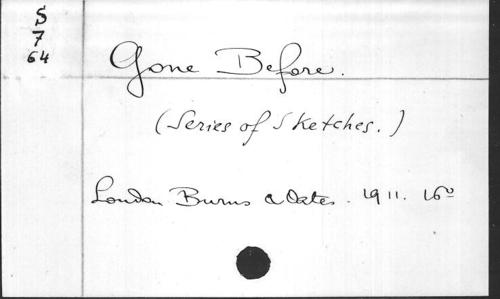 S
7
64
Gone Before.
(Series of Sketches.)
London Burns & Oates. 1911. 16º